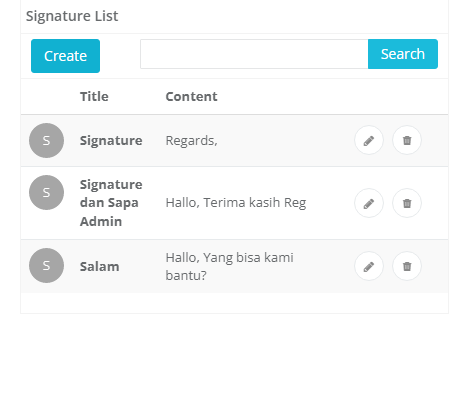 Signature List
Create
Search
Title Content
S Signature Regards,
S Signature dan Sapa Admin Hallo, Terima kasih Reg
S Salam Hallo, Yang bisa kami bantu?